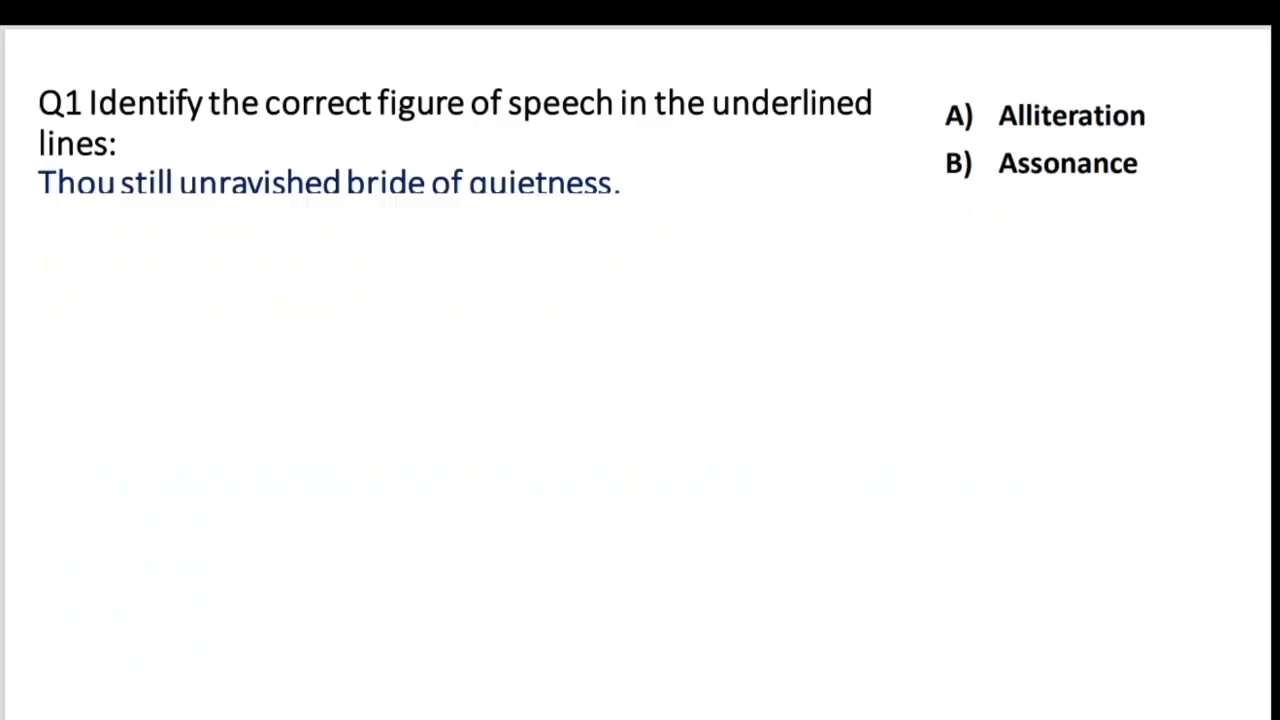 Q1 Identify the correct figure of speech in the underlined
lines:
Thou still unravished bride of quietness.
A) Alliteration
B) Assonance